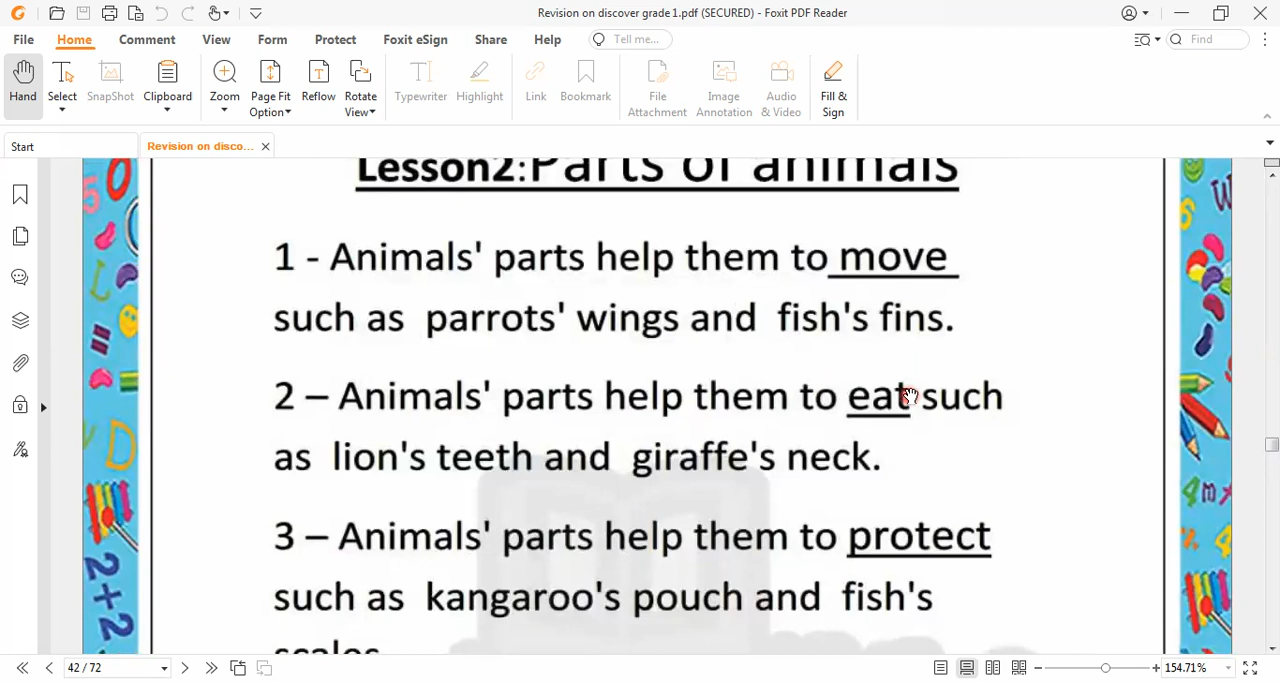 Revision on discover grade 1.pdf (SECURED) - Foxit PDF Reader
File Home Comment View Form Protect Foxit eSign Share Help Tell me... Find
Hand Select SnapShot Clipboard Zoom Page Fit Option Reflow Rotate View Typewriter Highlight Link Bookmark File Attachment Image Annotation Audio & Video Fill & Sign
Start Revision on disco...
Lesson2:Parts of animals
1 - Animals' parts help them to move
such as parrots' wings and fish's fins.
2 – Animals' parts help them to eat such
as lion's teeth and giraffe's neck.
3 – Animals' parts help them to protect
such as kangaroo's pouch and fish's
scales
42 / 72 154.71%